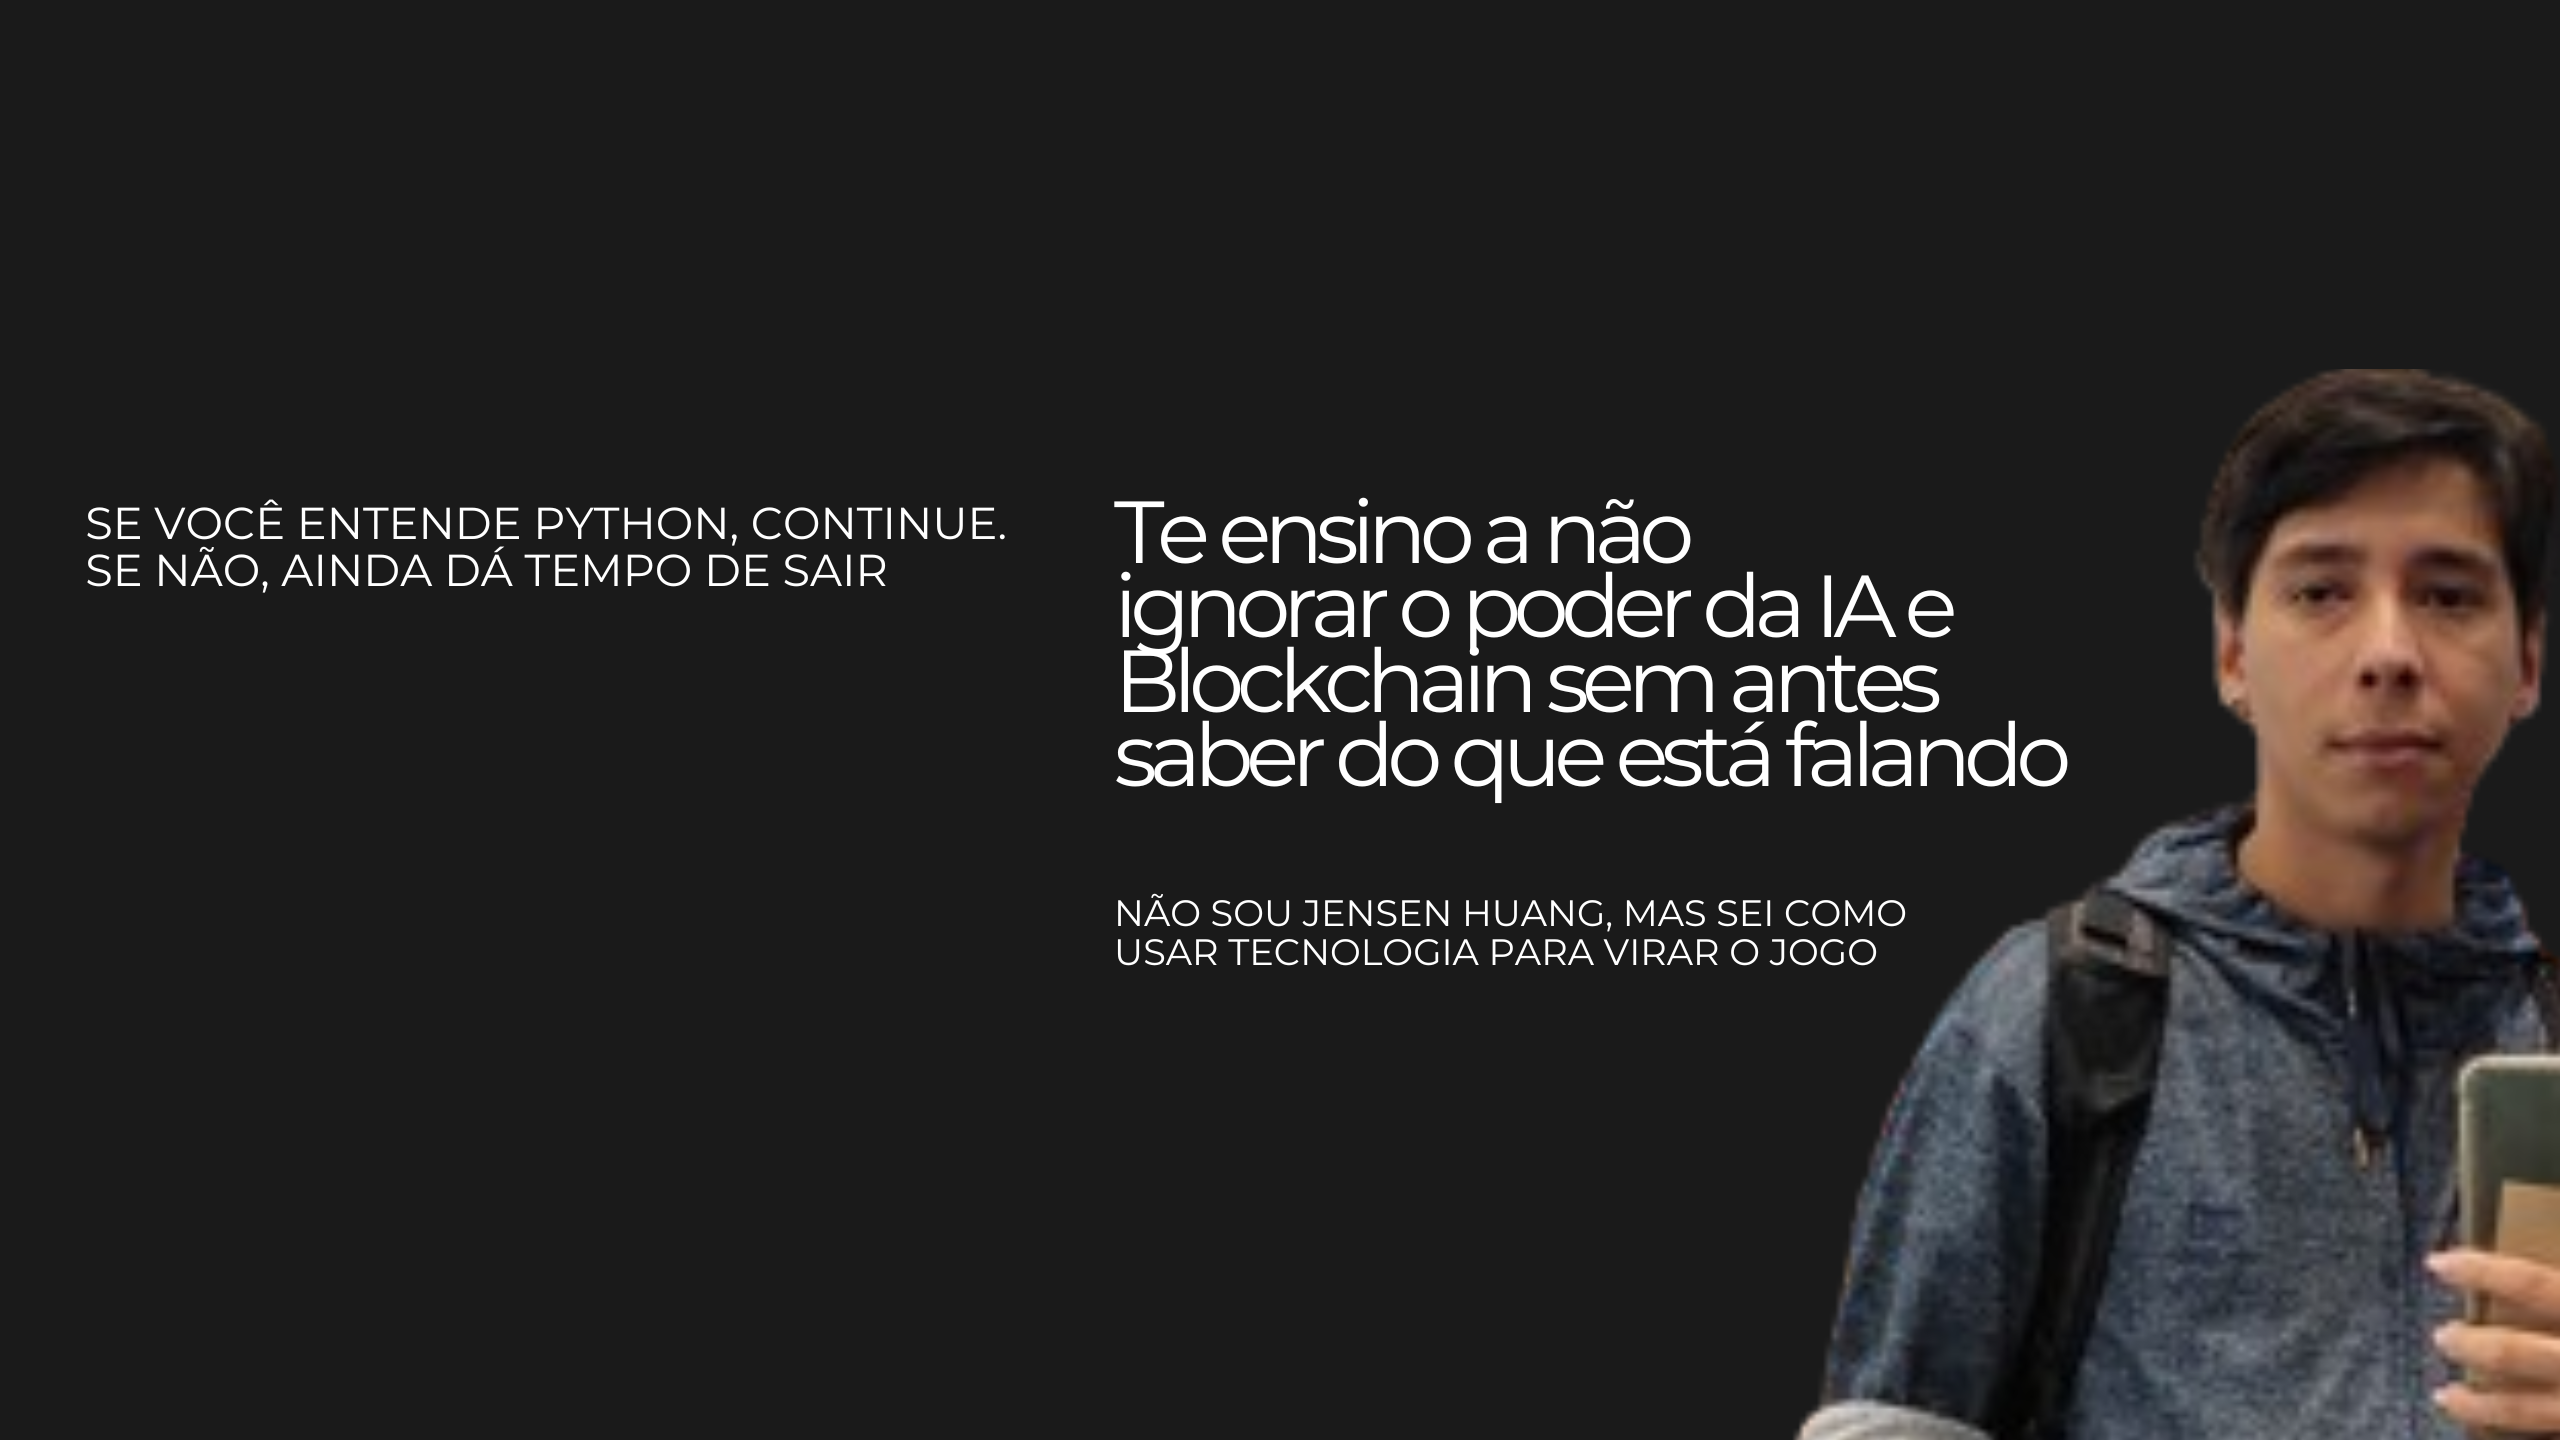 SE VOCÊ ENTENDE PYTHON, CONTINUE.
SE NÃO, AINDA DÁ TEMPO DE SAIR
Te ensino a não
ignorar o poder da IA e
Blockchain sem antes
saber do que está falando
NÃO SOU JENSEN HUANG, MAS SEI COMO
USAR TECNOLOGIA PARA VIRAR O JOGO